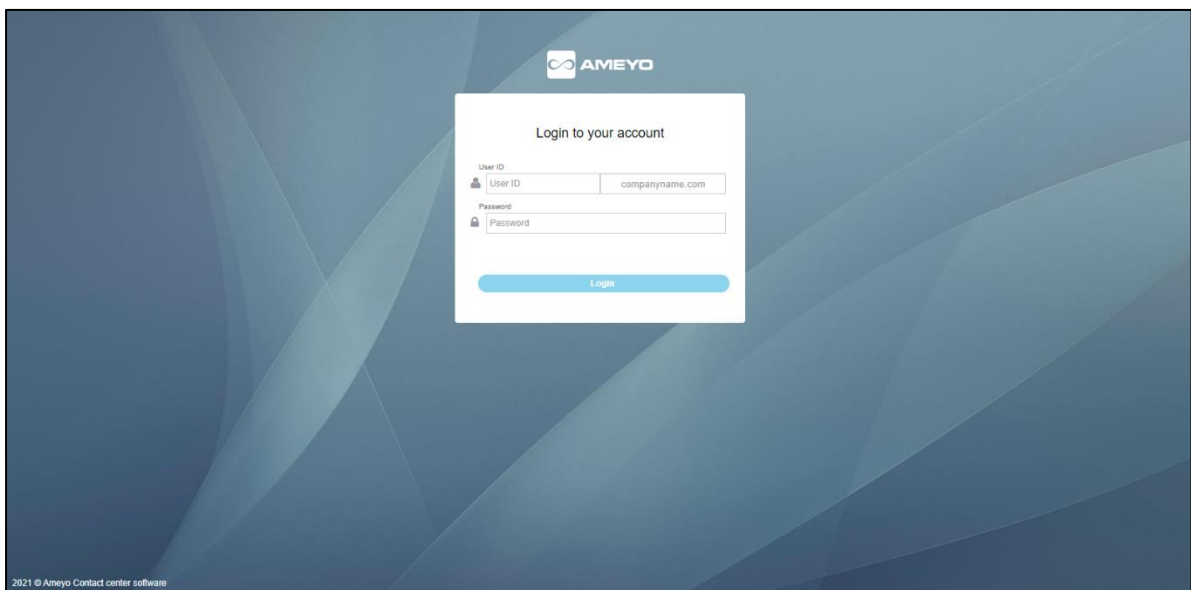 AMEYO
Login to your account
User ID
User ID companyname.com
Password
Password
Login
2021 © Ameyo Contact center software